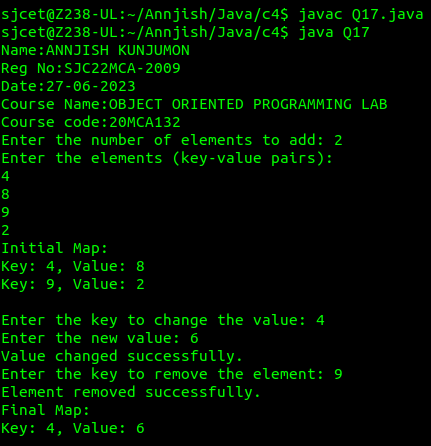 sjcet@Z238-UL:~/Annjish/Java/c4$ javac Q17.java
sjcet@Z238-UL:~/Annjish/Java/c4$ java Q17
Name:ANNJISH KUNJUMON
Reg No:SJC22MCA-2009
Date:27-06-2023
Course Name:OBJECT ORIENTED PROGRAMMING LAB
Course code:20MCA132
Enter the number of elements to add: 2
Enter the elements (key-value pairs):
4
8
9
2
Initial Map:
Key: 4, Value: 8
Key: 9, Value: 2

Enter the key to change the value: 4
Enter the new value: 6
Value changed successfully.
Enter the key to remove the element: 9
Element removed successfully.
Final Map:
Key: 4, Value: 6